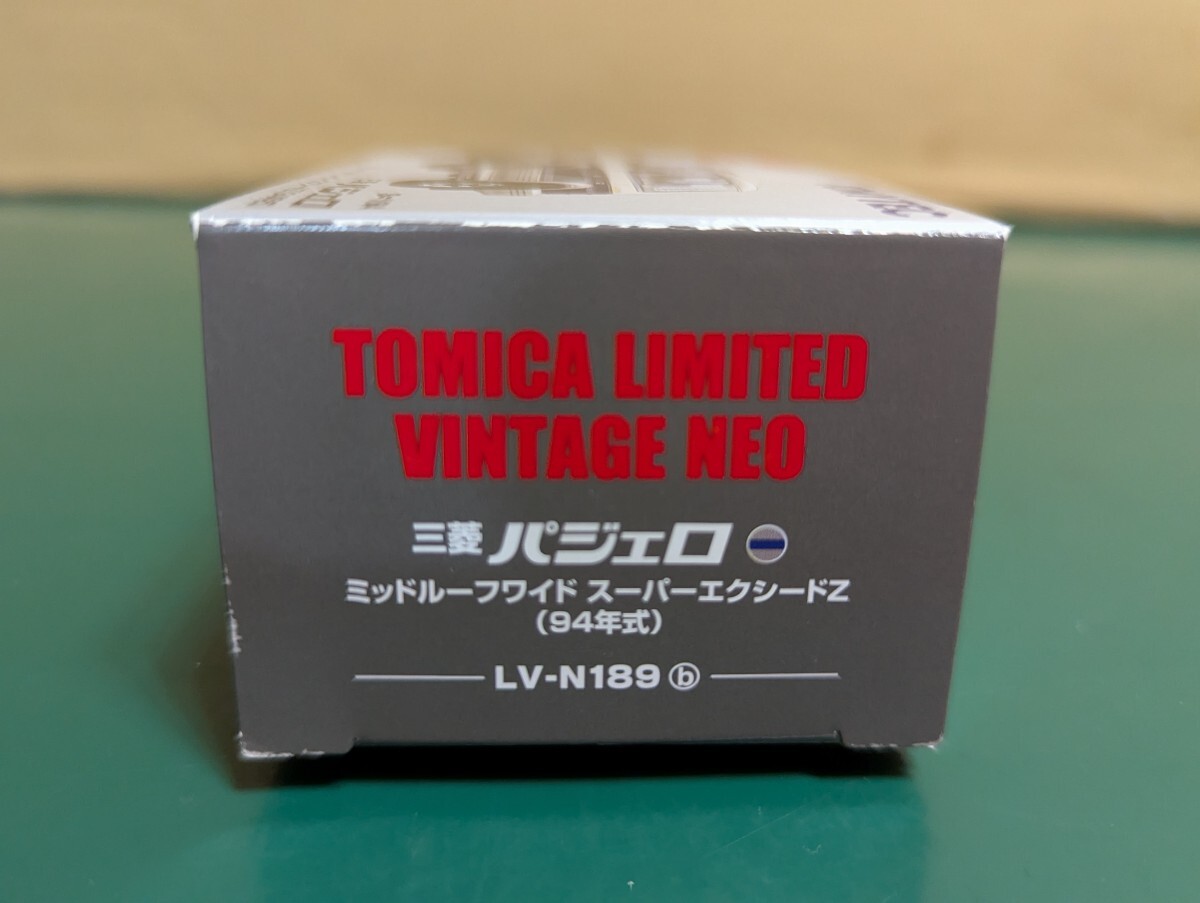 TOMICA LIMITED
VINTAGE NEO
三菱 パジェロ
ミッドルーフワイド スーパーエクシードZ
(94年式)
LV-N189 ⓑ